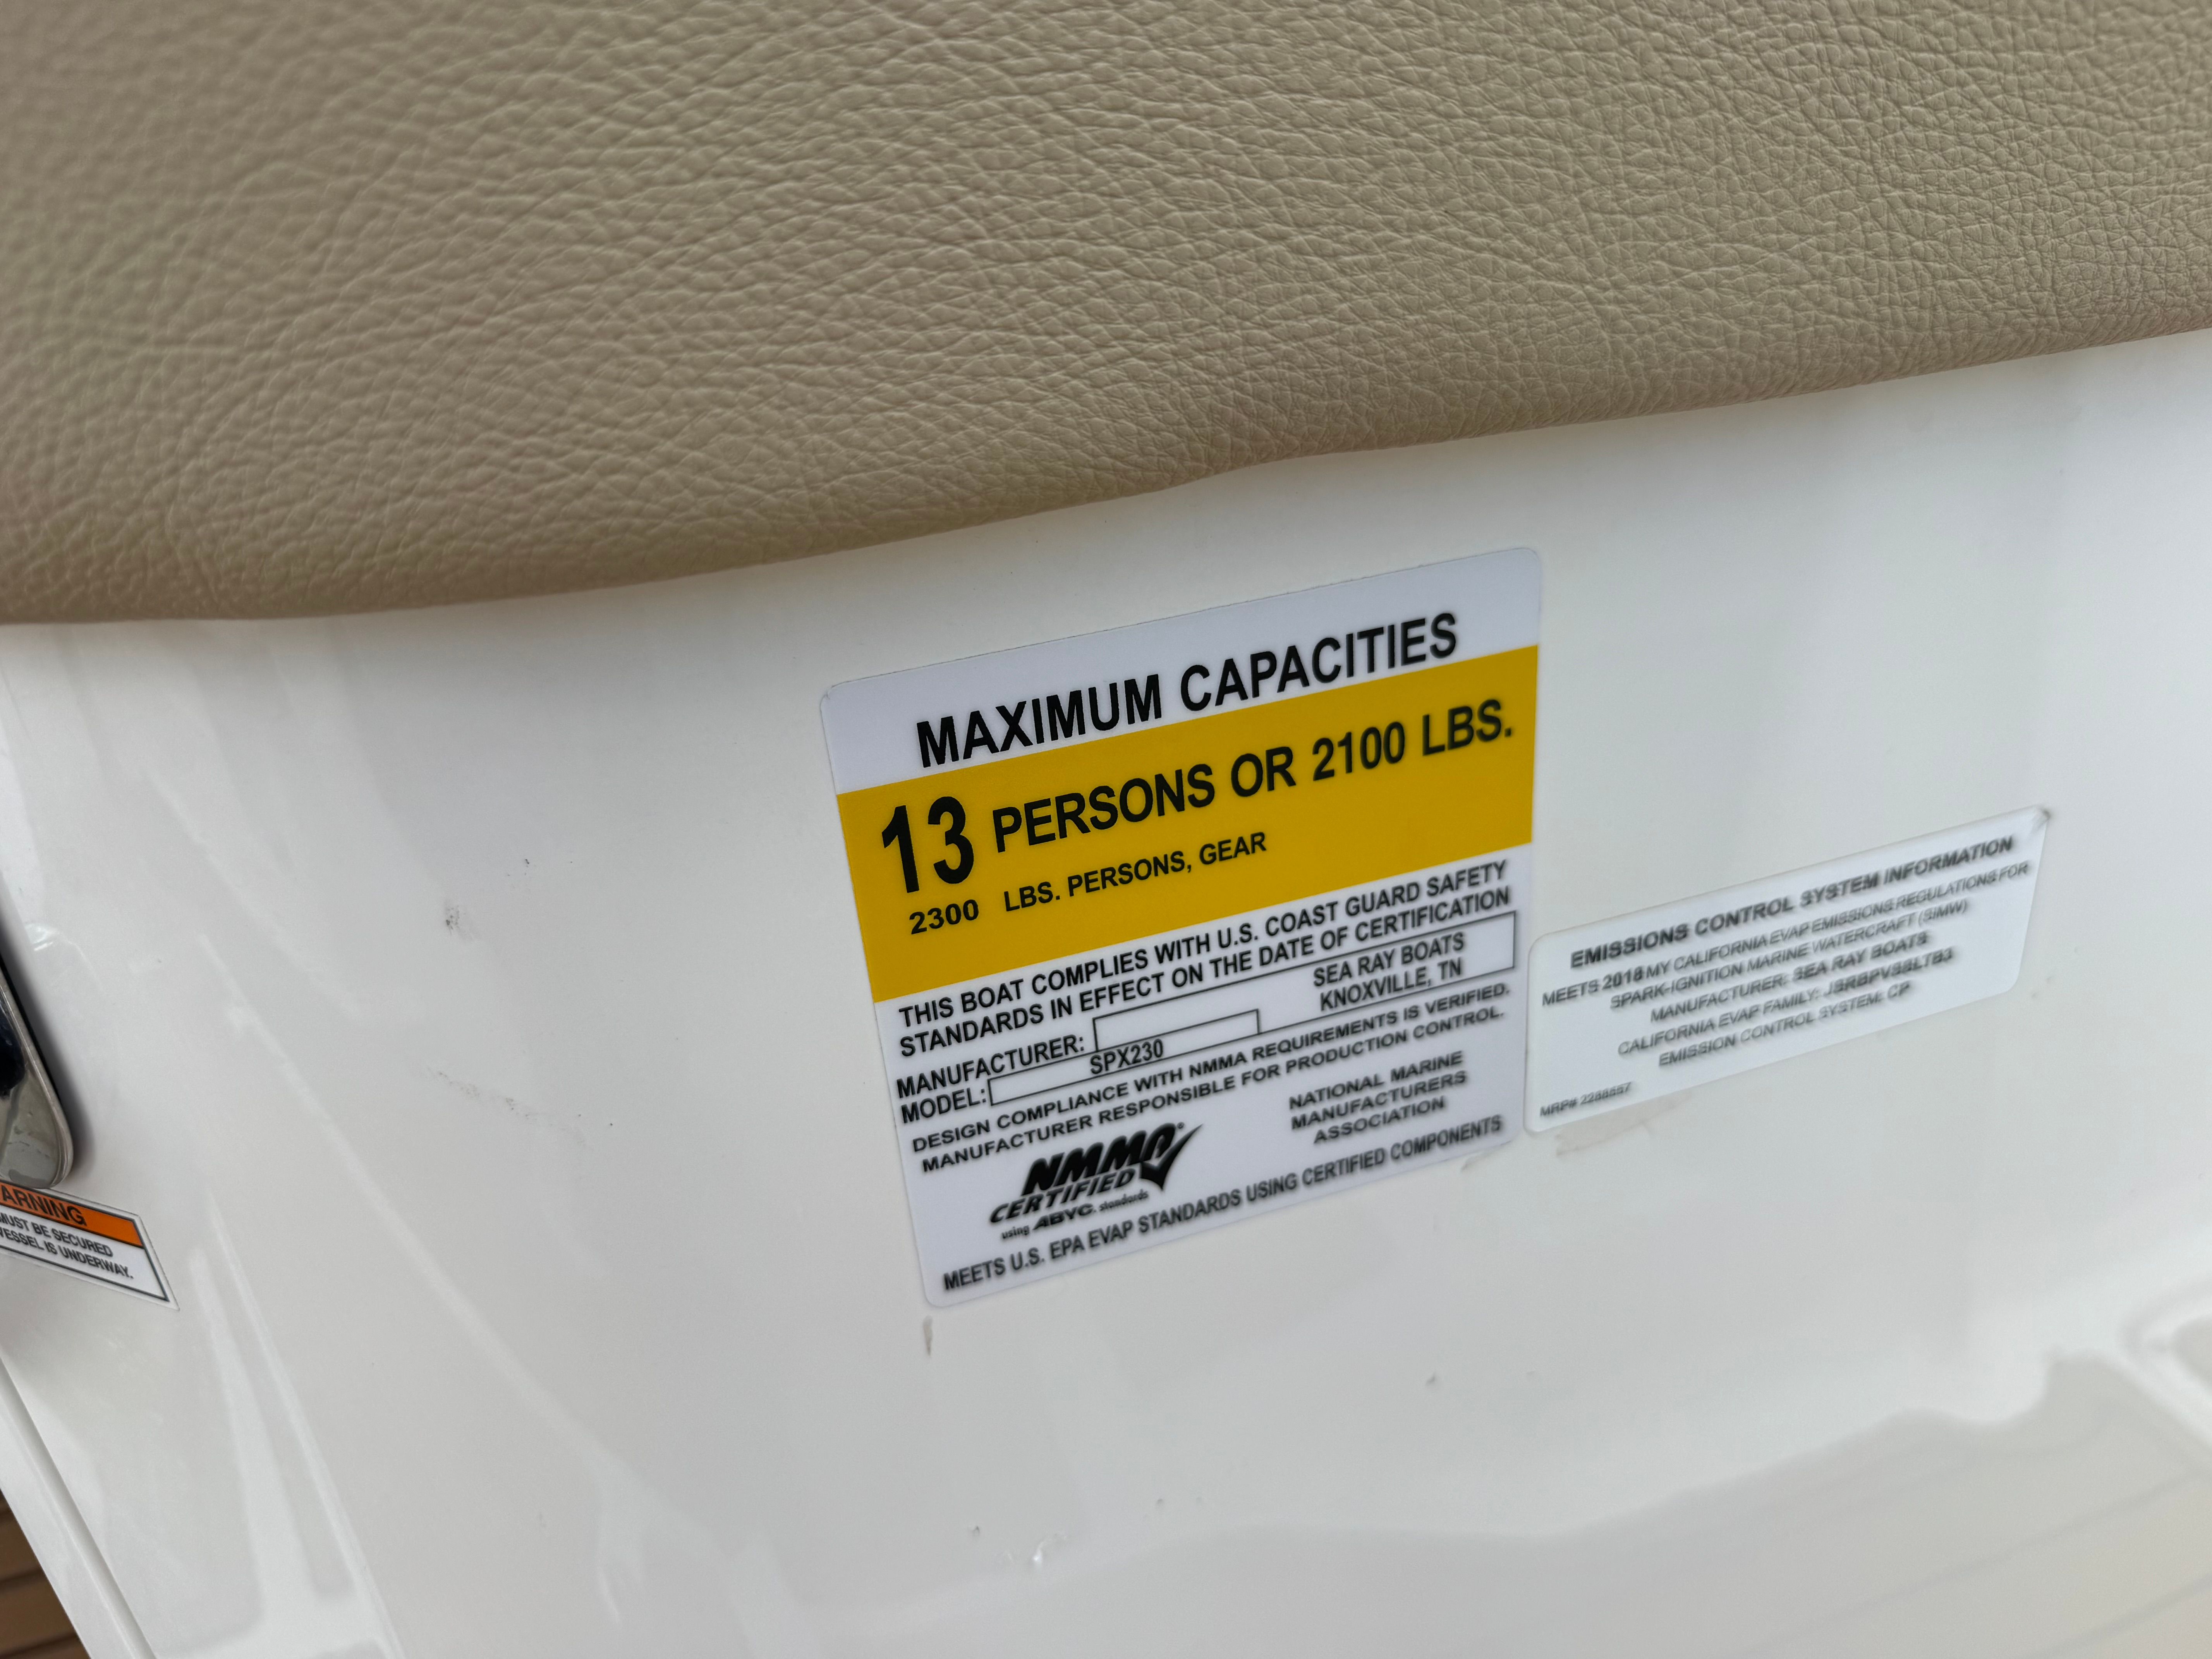 MAXIMUM CAPACITIES
13 PERSONS OR 2100 LBS.
2300 LBS. PERSONS, GEAR
THIS BOAT COMPLIES WITH U.S. COAST GUARD SAFETY
STANDARDS IN EFFECT ON THE DATE OF CERTIFICATION
MANUFACTURER: SEA RAY BOATS
KNOXVILLE, TN
MODEL: SPX230
DESIGN COMPLIANCE WITH NMMA REQUIREMENTS IS VERIFIED.
MANUFACTURER RESPONSIBLE FOR PRODUCTION CONTROL.
NMMA®
CERTIFIED
using ABYC standards
NATIONAL MARINE
MANUFACTURERS
ASSOCIATION
MEETS U.S. EPA EVAP STANDARDS USING CERTIFIED COMPONENTS
EMISSIONS CONTROL SYSTEM INFORMATION
MEETS 2018 MY CALIFORNIA EVAP EMISSIONS REGULATIONS FOR
SPARK-IGNITION MARINE WATERCRAFT (SIMW)
MANUFACTURER: SEA RAY BOATS
CALIFORNIA EVAP FAMILY:
EMISSION CONTROL SYSTEM: CP
MRP#
ARNING
MUST BE SECURED
VESSEL IS UNDERWAY.